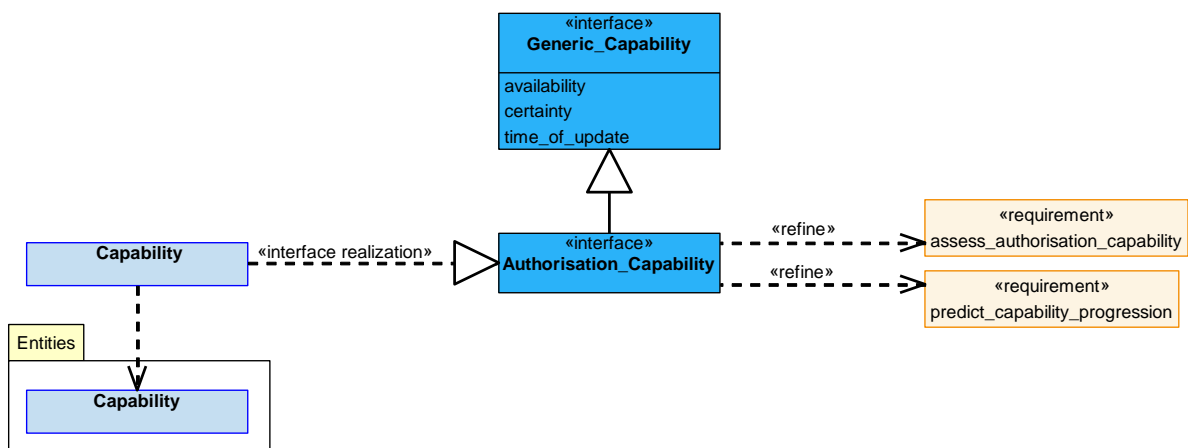 «interface»
Generic_Capability
availability
certainty
time_of_update
«interface»
Authorisation_Capability
Capability
«interface realization»
«refine»
«refine»
«requirement»
assess_authorisation_capability
«requirement»
predict_capability_progression
Entities
Capability